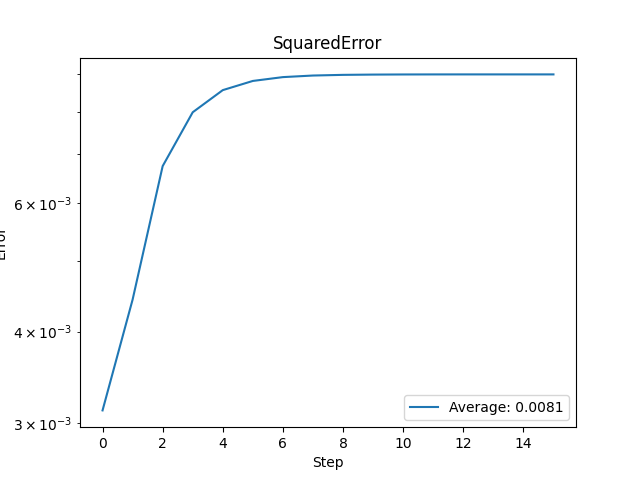 SquaredError
Error
6 × 10⁻³
4 × 10⁻³
3 × 10⁻³
Average: 0.0081
0 2 4 6 8 10 12 14
Step